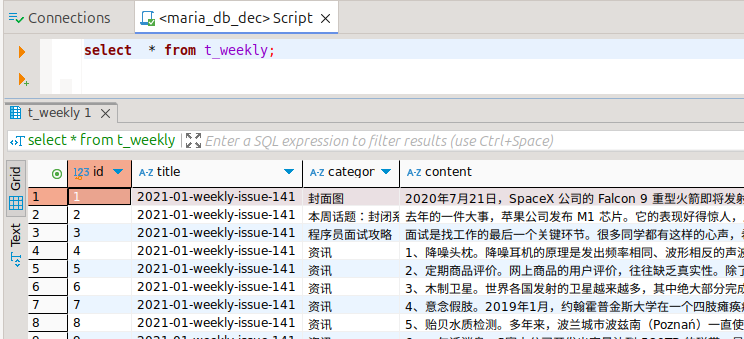 Connections
<maria_db_dec> Script
select * from t_weekly;
t_weekly 1
select * from t_weekly
Enter a SQL expression to filter results (use Ctrl+Space)
Grid
Text
123 id
A-Z title
A-Z categor
A-Z content
1 1 2021-01-weekly-issue-141 封面图 2020年7月21日，SpaceX 公司的 Falcon 9 重型火箭即将发射
2 2 2021-01-weekly-issue-141 本周话题：封闭系 去年的一件大事，苹果公司发布 M1 芯片。它的表现好得惊人，
3 3 2021-01-weekly-issue-141 程序员面试攻略 面试是找工作的最后一个关键环节。很多同学都有这样的心声，
4 4 2021-01-weekly-issue-141 资讯 1、降噪头枕。降噪耳机的原理是发出频率相同、波形相反的声波
5 5 2021-01-weekly-issue-141 资讯 2、定期商品评价。网上商品的用户评价，往往缺乏真实性。除了
6 6 2021-01-weekly-issue-141 资讯 3、木制卫星。世界各国发射的卫星越来越多，其中绝大部分完成
7 7 2021-01-weekly-issue-141 资讯 4、意念假肢。2019年1月，约翰霍普金斯大学在一个四肢瘫痪
8 8 2021-01-weekly-issue-141 资讯 5、贻贝水质检测。多年来，波兰城市波兹南（Poznań）一直使